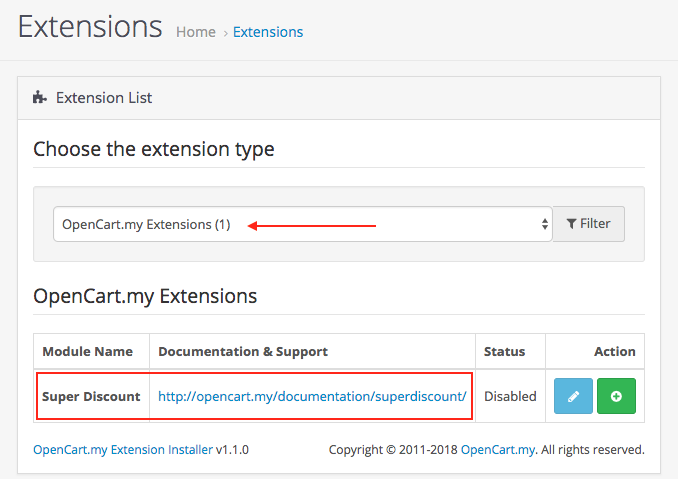 Extensions Home › Extensions
Extension List
Choose the extension type
OpenCart.my Extensions (1) Filter
OpenCart.my Extensions
Module Name Documentation & Support Status Action
Super Discount http://opencart.my/documentation/superdiscount/ Disabled
OpenCart.my Extension Installer v1.1.0 Copyright © 2011-2018 OpenCart.my. All rights reserved.